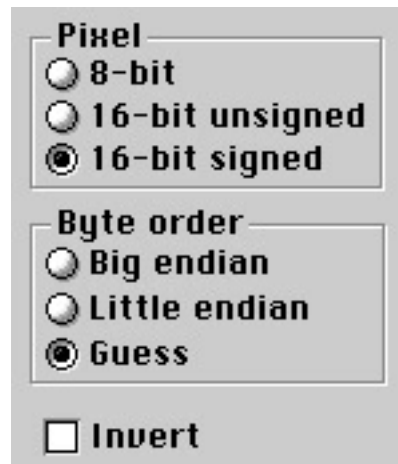 Pixel
8-bit
16-bit unsigned
16-bit signed
Byte order
Big endian
Little endian
Guess
Invert